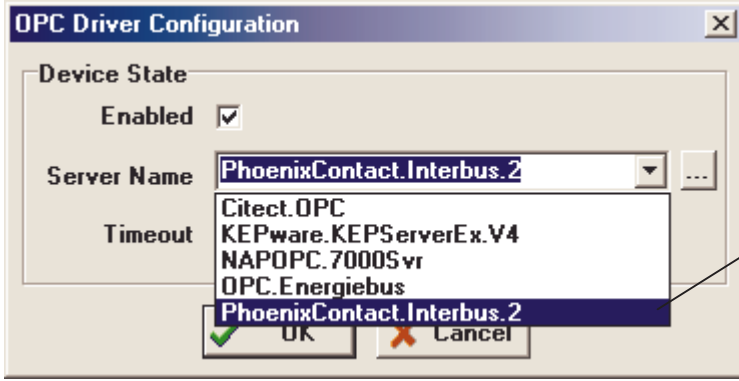 OPC Driver Configuration
Device State
Enabled
Server Name PhoenixContact.Interbus.2 ...
Citect.OPC
Timeout KEPware.KEPServerEx.V4
NAPOPC.7000Svr
OPC.Energiebus
PhoenixContact.Interbus.2
OK Cancel